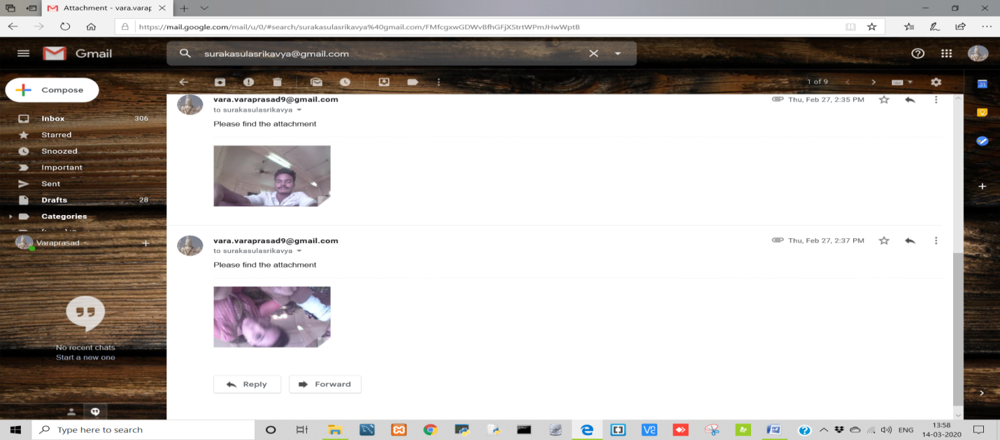 Attachment - vara.varap
https://mail.google.com/mail/u/0/#search/surakasulasrikavya%40gmail.com/FMfcgxwGDWvBfhGFjXStrtWPmJHwWptB
Gmail
surakasulasrikavya@gmail.com
Compose
1 of 9
31
Inbox 306
Starred
Snoozed
Important
Sent
Drafts 28
Categories
Varaprasad
No recent chats
Start a new one
vara.varaprasad9@gmail.com Thu, Feb 27, 2:35 PM
to surakasulasrikavya
Please find the attachment
vara.varaprasad9@gmail.com Thu, Feb 27, 2:37 PM
to surakasulasrikavya
Please find the attachment
Reply Forward
Type here to search
V2
ENG
13:58
14-03-2020